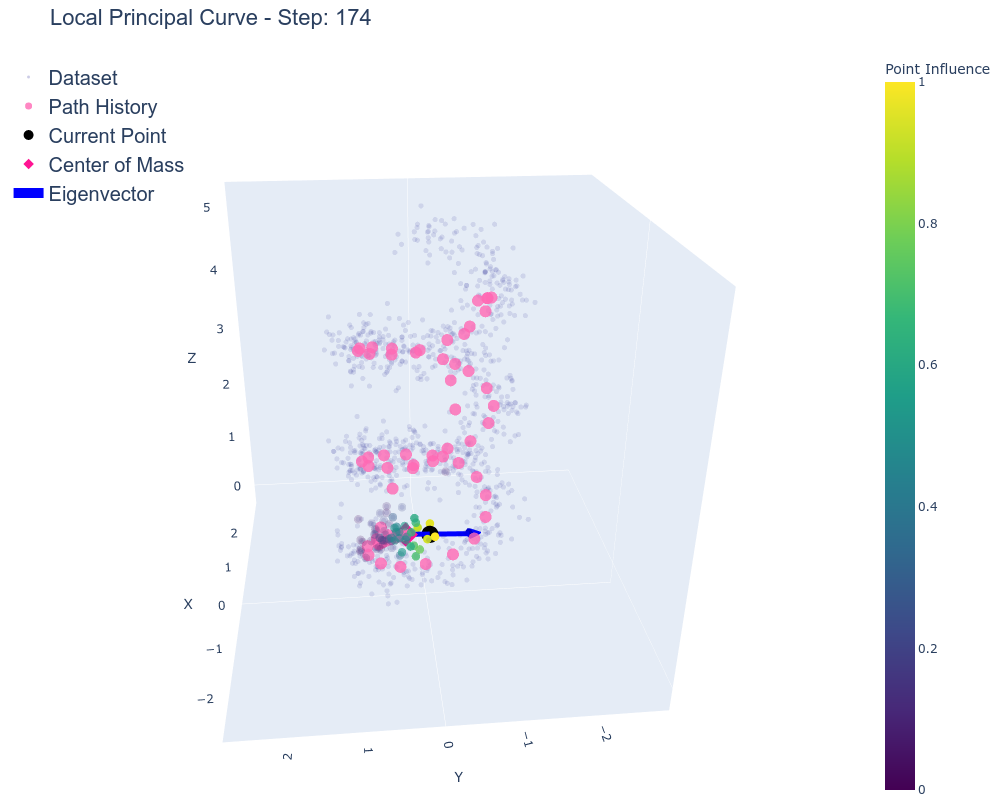 Local Principal Curve - Step: 174
Dataset
Path History
Current Point
Center of Mass
Eigenvector
Point Influence
1
0.8
0.6
0.4
0.2
0
5
4
3
Z
2
1
0
2
1
X
0
−1
−2
2
1
0
−1
−2
Y